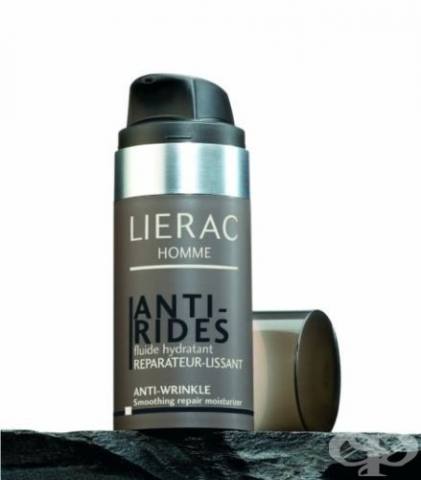 LIERAC
HOMME
ANTI-
RIDES
fluide hydratant
REPARATEUR-LISSANT
ANTI-WRINKLE
Smoothing repair moisturizer